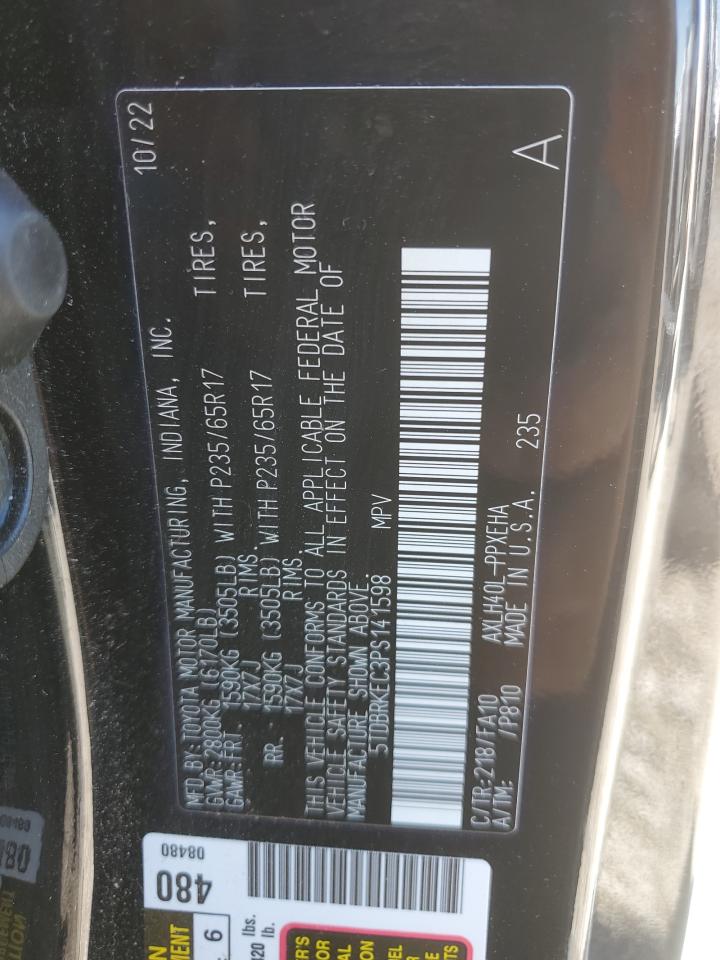 MFD BY: TOYOTA MOTOR MANUFACTURING, INDIANA, INC. 10/22
GVWR: 2800KG (6170LB)
GAWR: FRT. 1590KG (3505LB) WITH P235/65R17 TIRES,
17X7J RIMS.
RR. 1590KG (3505LB) WITH P235/65R17 TIRES,
17X7J RIMS.
THIS VEHICLE CONFORMS TO ALL APPLICABLE FEDERAL MOTOR
VEHICLE SAFETY STANDARDS IN EFFECT ON THE DATE OF
MANUFACTURE SHOWN ABOVE.
5TDBRKEC3PS141598 MPV
C/TR: 218/FA10 AXLH40L-PPXEHA
A/TM: /P810 MADE IN U.S.A. 235 A
480
08480
6
lbs.